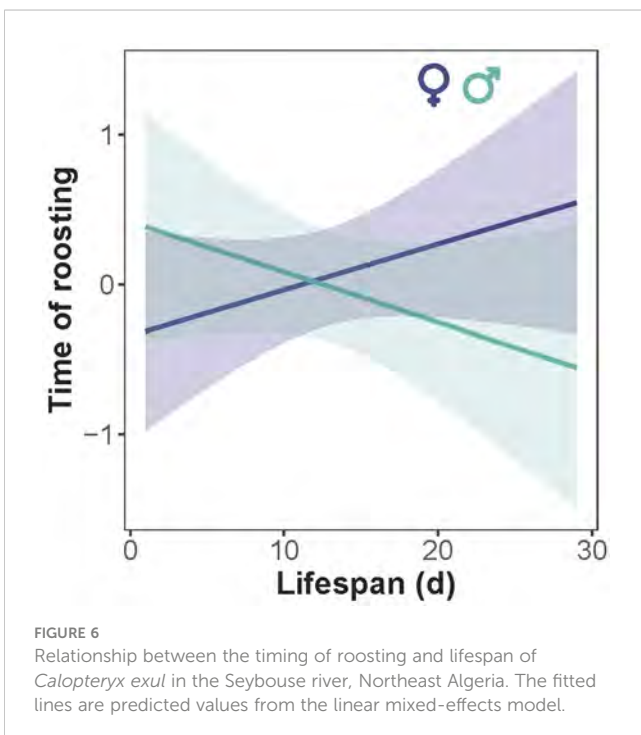 ♀ ♂
Time of roosting
1
0
−1
0 10 20 30
Lifespan (d)
FIGURE 6
Relationship between the timing of roosting and lifespan of
Calopteryx exul in the Seybouse river, Northeast Algeria. The fitted
lines are predicted values from the linear mixed-effects model.